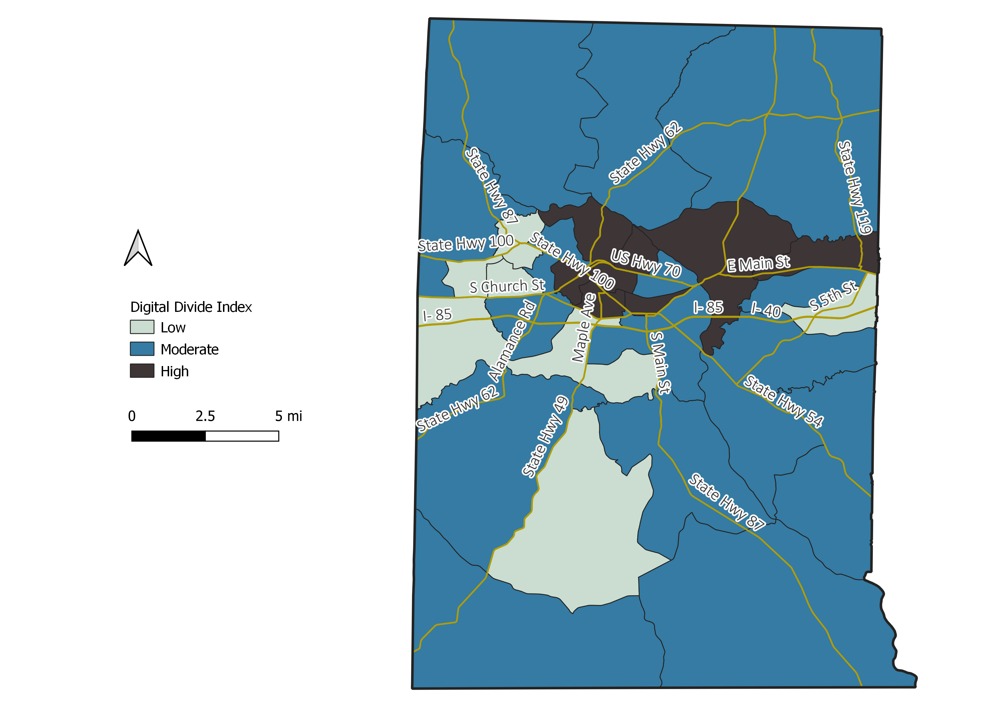 State Hwy 62
State Hwy 87
State Hwy 119
State Hwy 100
State Hwy 100
US Hwy 70
E Main St
S Church St
S 5th St
I- 85
Alamance Rd
Maple Ave
I- 85
I- 40
S Main St
State Hwy 62
State Hwy 49
State Hwy 54
State Hwy 87
Digital Divide Index
Low
Moderate
High
0 2.5 5 mi